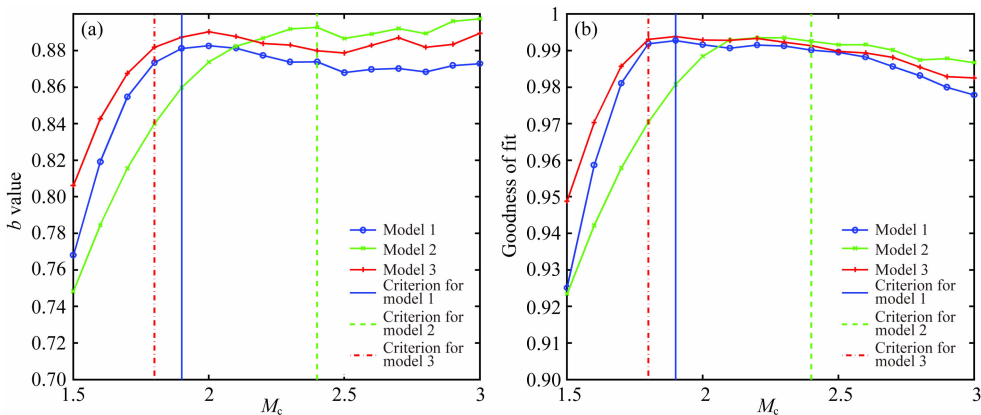 (a)
b value
0.88
0.86
0.84
0.82
0.80
0.78
0.76
0.74
0.72
0.70
1.5
2
2.5
3
M_c
Model 1
Model 2
Model 3
Criterion for
model 1
Criterion for
model 2
Criterion for
model 3
(b)
Goodness of fit
1
0.99
0.98
0.97
0.96
0.95
0.94
0.93
0.92
0.91
0.90
1.5
2
2.5
3
M_c
Model 1
Model 2
Model 3
Criterion for
model 1
Criterion for
model 2
Criterion for
model 3